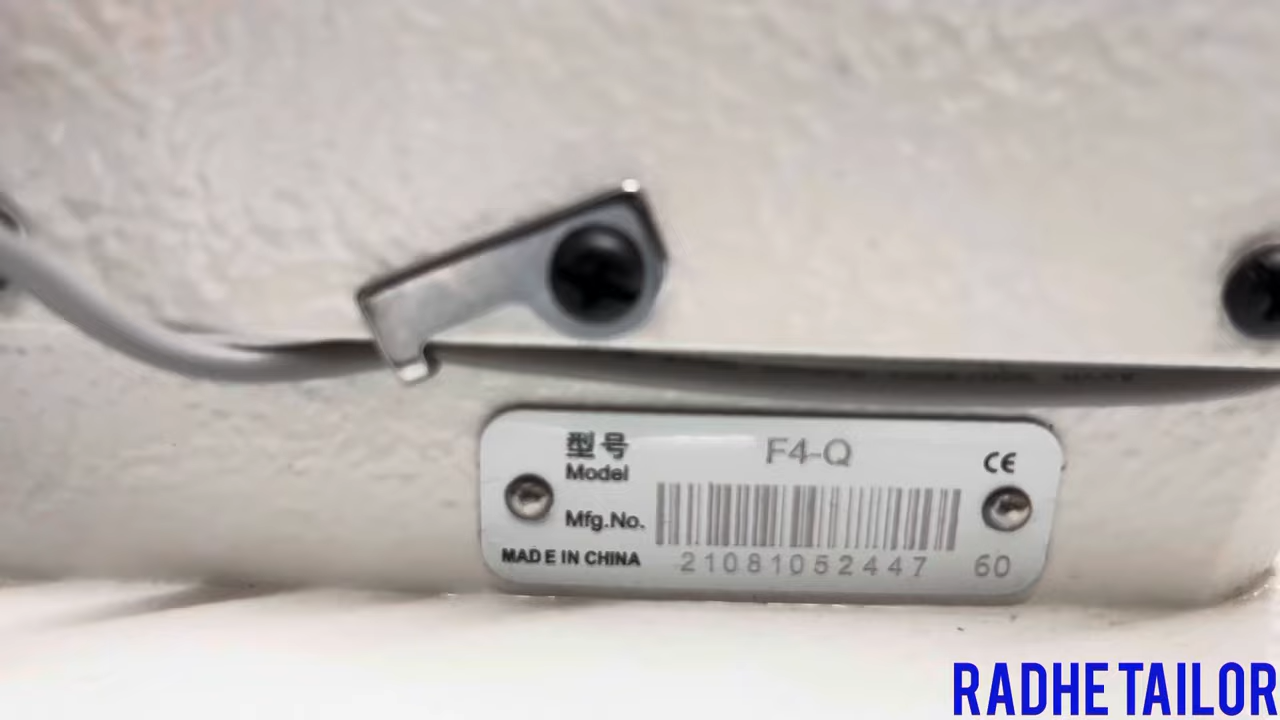 型号
Model
F4-Q
CE
Mfg.No.
MADE IN CHINA
21081052447
60
RADHE TAILOR